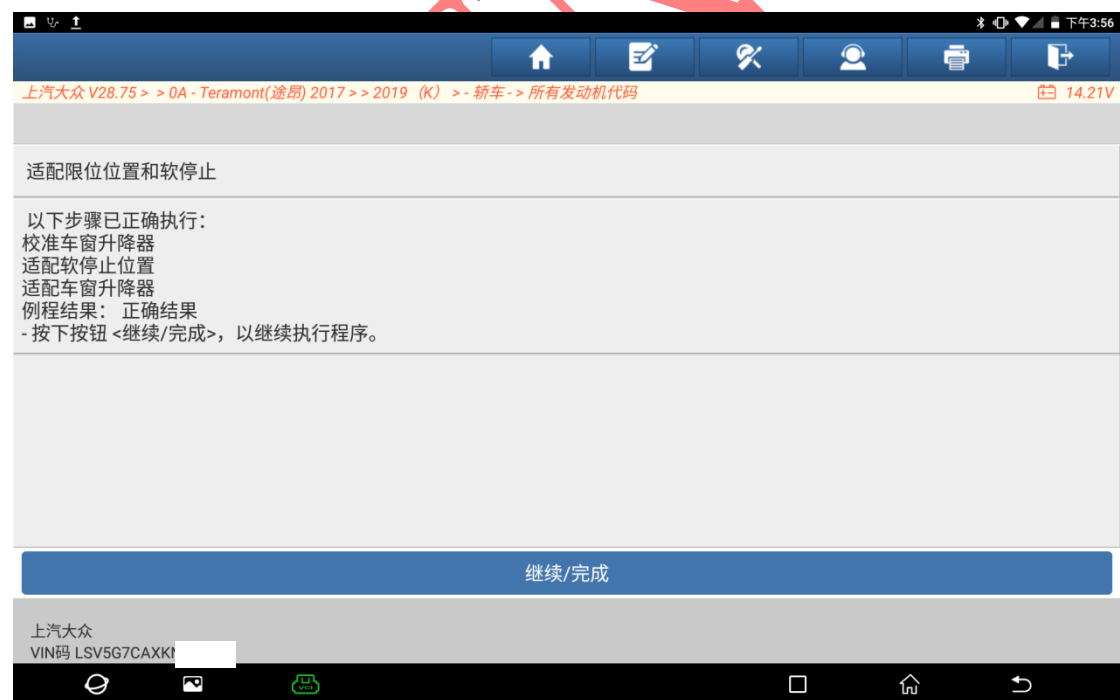 下午3:56
上汽大众 V28.75 > > 0A - Teramont(途昂) 2017 > > 2019（K） > - 轿车 - > 所有发动机代码
14.21V
适配限位位置和软停止
以下步骤已正确执行：
校准车窗升降器
适配软停止位置
适配车窗升降器
例程结果： 正确结果
- 按下按钮 <继续/完成>，以继续执行程序。
继续/完成
上汽大众
VIN码 LSV5G7CAXK
VCI